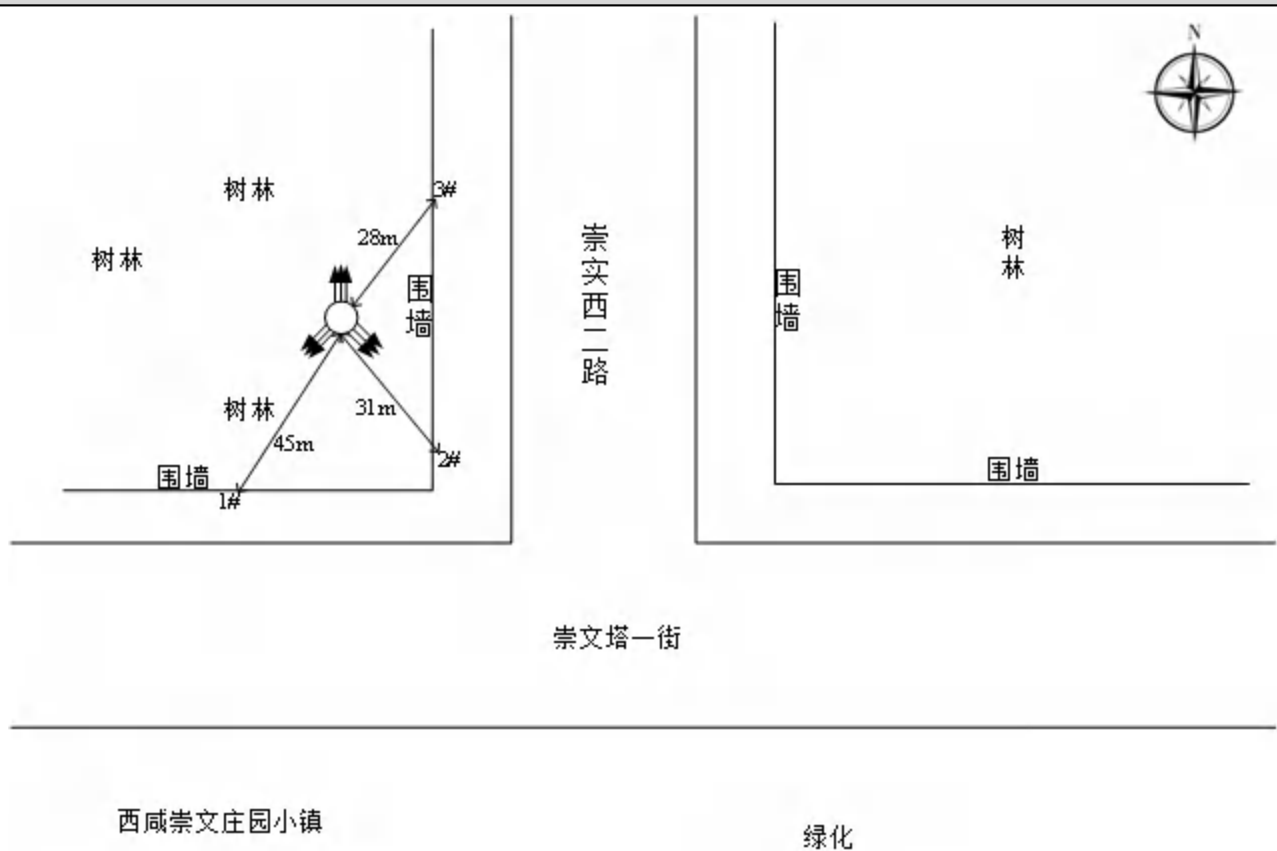 N
树林
3#
28m
树林
围墙
崇实西二路
围墙
树林
树林
31m
45m
2#
围墙
1#
围墙
崇文塔一街
西咸崇文庄园小镇
绿化